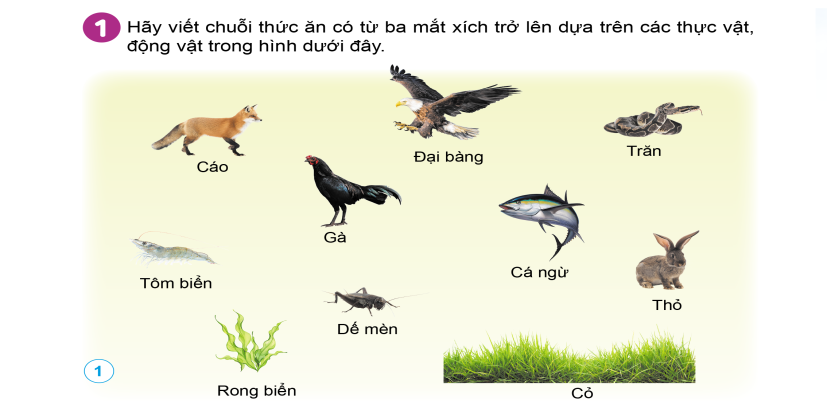 1 Hãy viết chuỗi thức ăn có từ ba mắt xích trở lên dựa trên các thực vật,
động vật trong hình dưới đây.
Cáo
Đại bàng
Trăn
Gà
Tôm biển
Cá ngừ
Thỏ
Dế mèn
Rong biển
Cỏ
1